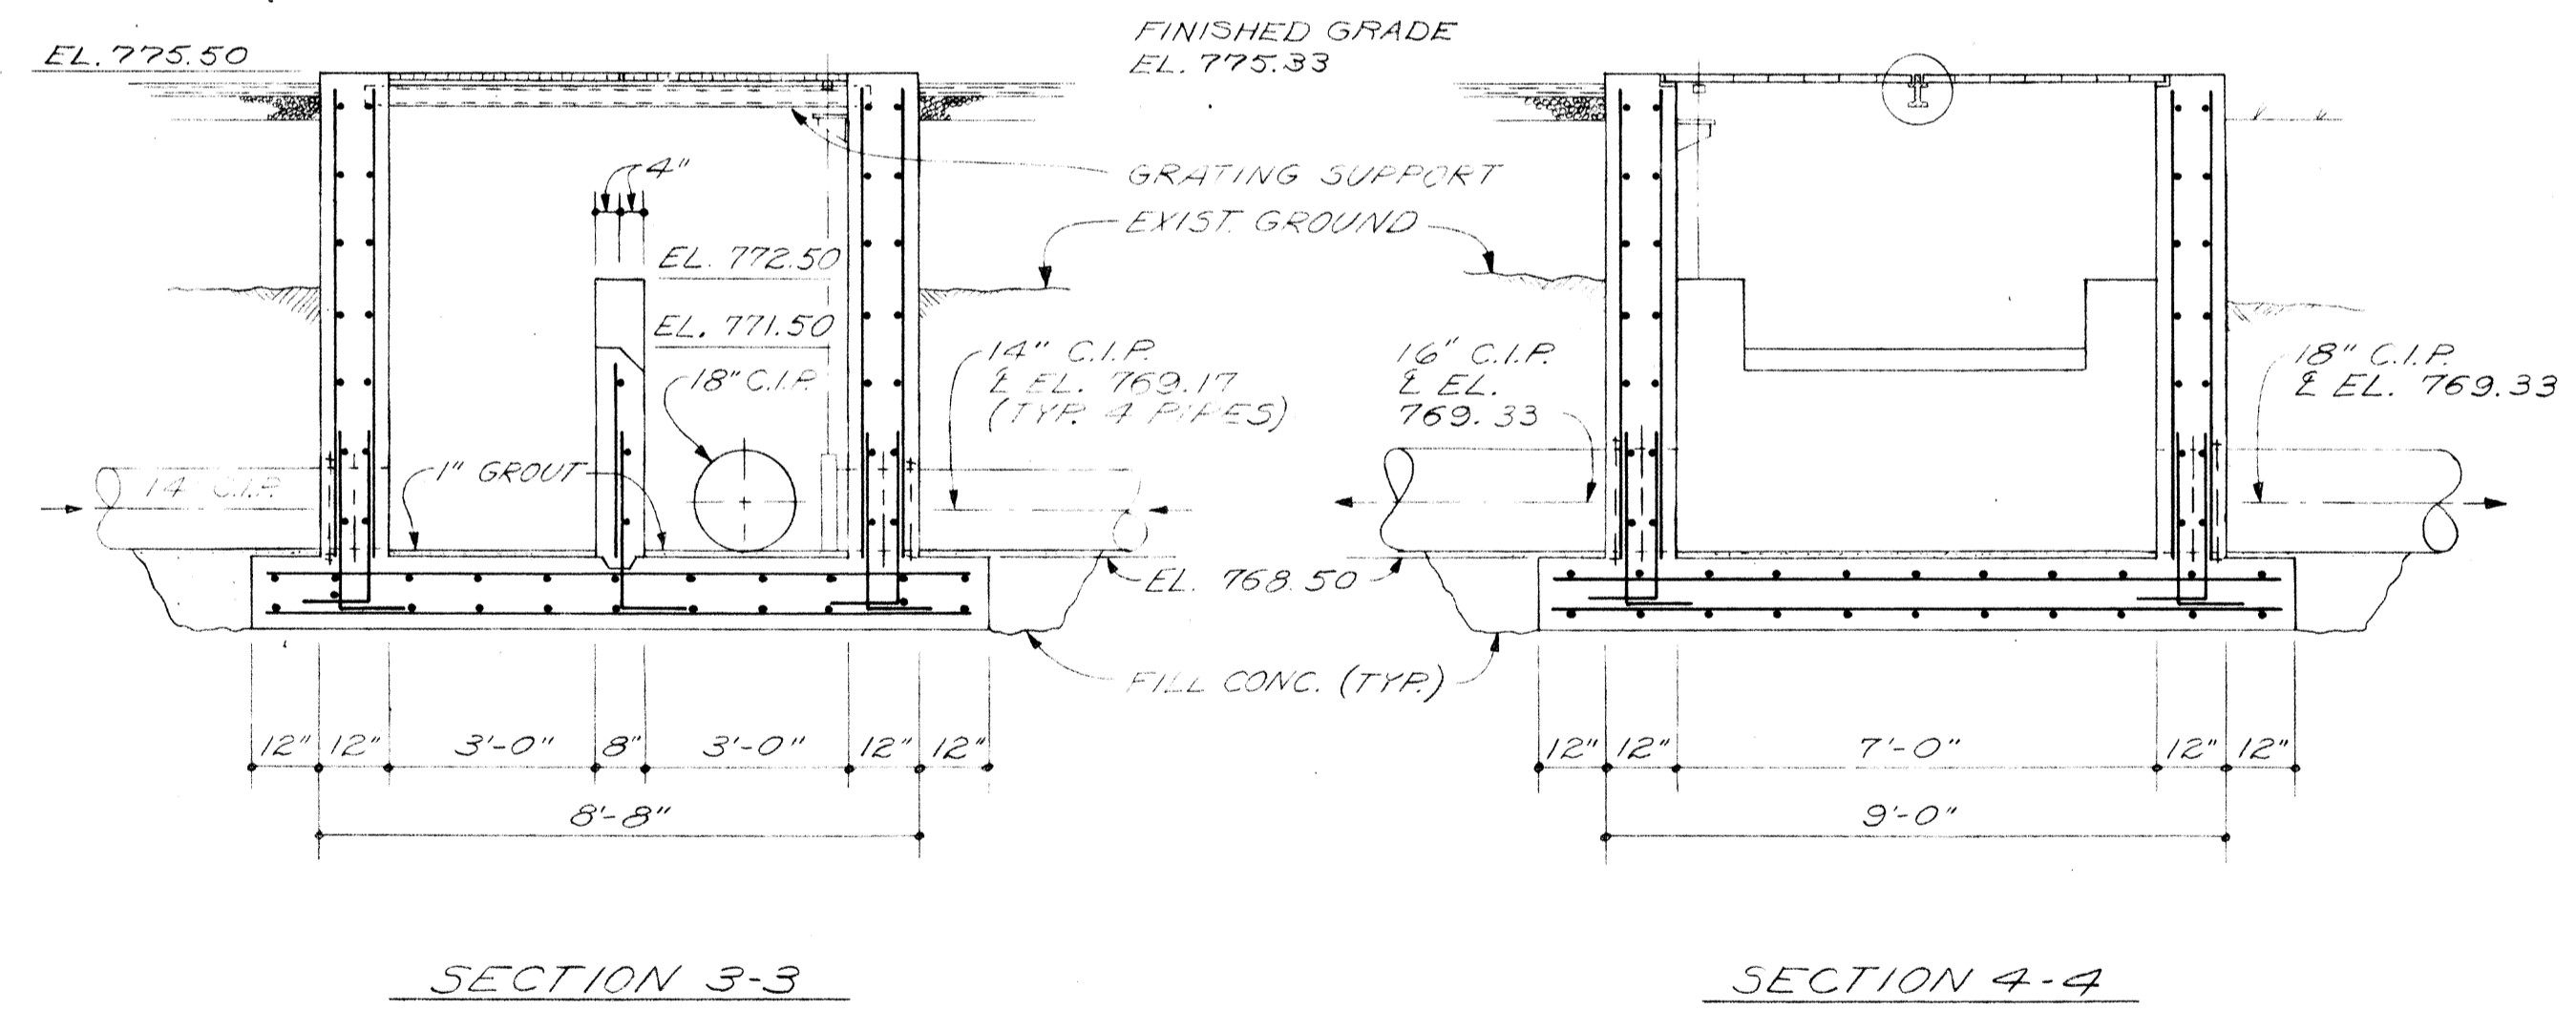 EL. 775.50
FINISHED GRADE
EL. 775.33
4"
GRATING SUPPORT
EXIST. GROUND
EL. 772.50
EL. 771.50
18" C.I.P.
14" C.I.P.
℄ EL. 769.17
(TYP. 4 PIPES)
16" C.I.P.
℄ EL.
769.33
18" C.I.P.
℄ EL. 769.33
1" GROUT
14" C.I.P.
EL. 768.50
FILL CONC. (TYP.)
12" 12" 3'-0" 8" 3'-0" 12" 12"
8'-8"
12" 12" 7'-0" 12" 12"
9'-0"
SECTION 3-3
SECTION 4-4